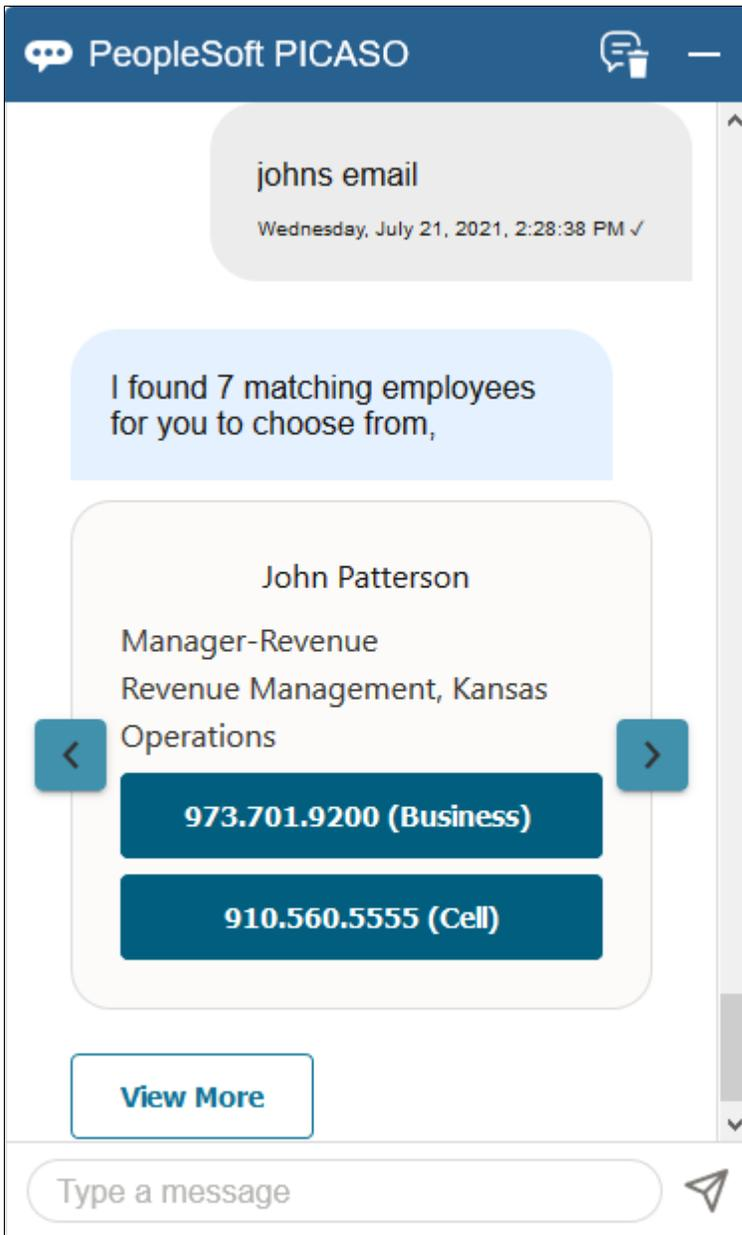 PeopleSoft PICASO
johns email
Wednesday, July 21, 2021, 2:28:38 PM ✓
I found 7 matching employees
for you to choose from,
John Patterson
Manager-Revenue
Revenue Management, Kansas
Operations
973.701.9200 (Business)
910.560.5555 (Cell)
View More
Type a message